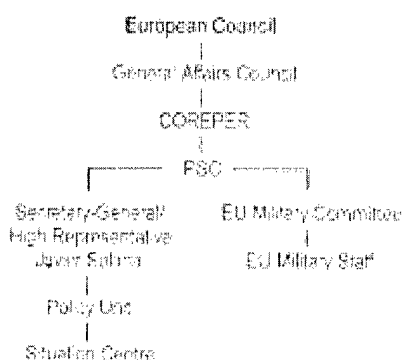 European Council
General Affairs Council
COREPER
PSC
Secretary-General/
High Representative
Javier Solana
Policy Unit
Situation Centre
EU Military Committee
EU Military Staff